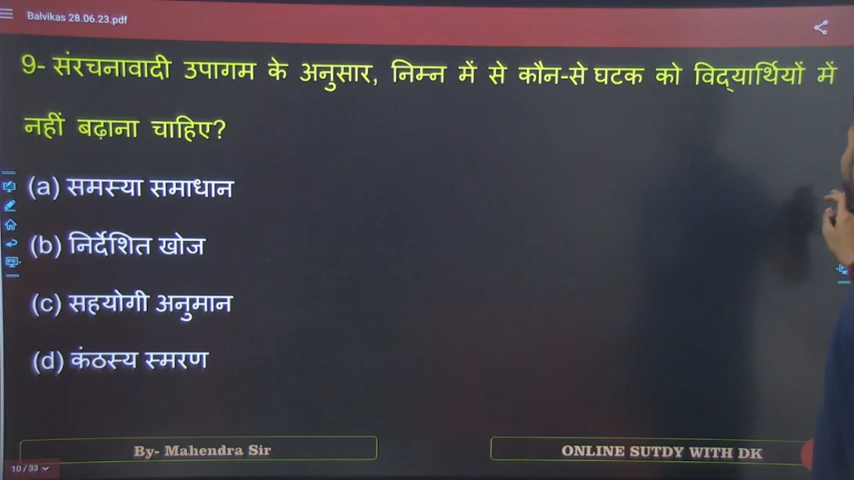 Balvikas 28.06.23.pdf
9- संरचनावादी उपागम के अनुसार, निम्न में से कौन-से घटक को विद्यार्थियों में
नहीं बढ़ाना चाहिए?
(a) समस्या समाधान
(b) निर्देशित खोज
(c) सहयोगी अनुमान
(d) कंठस्य स्मरण
By- Mahendra Sir
ONLINE SUTDY WITH DK
10 / 33